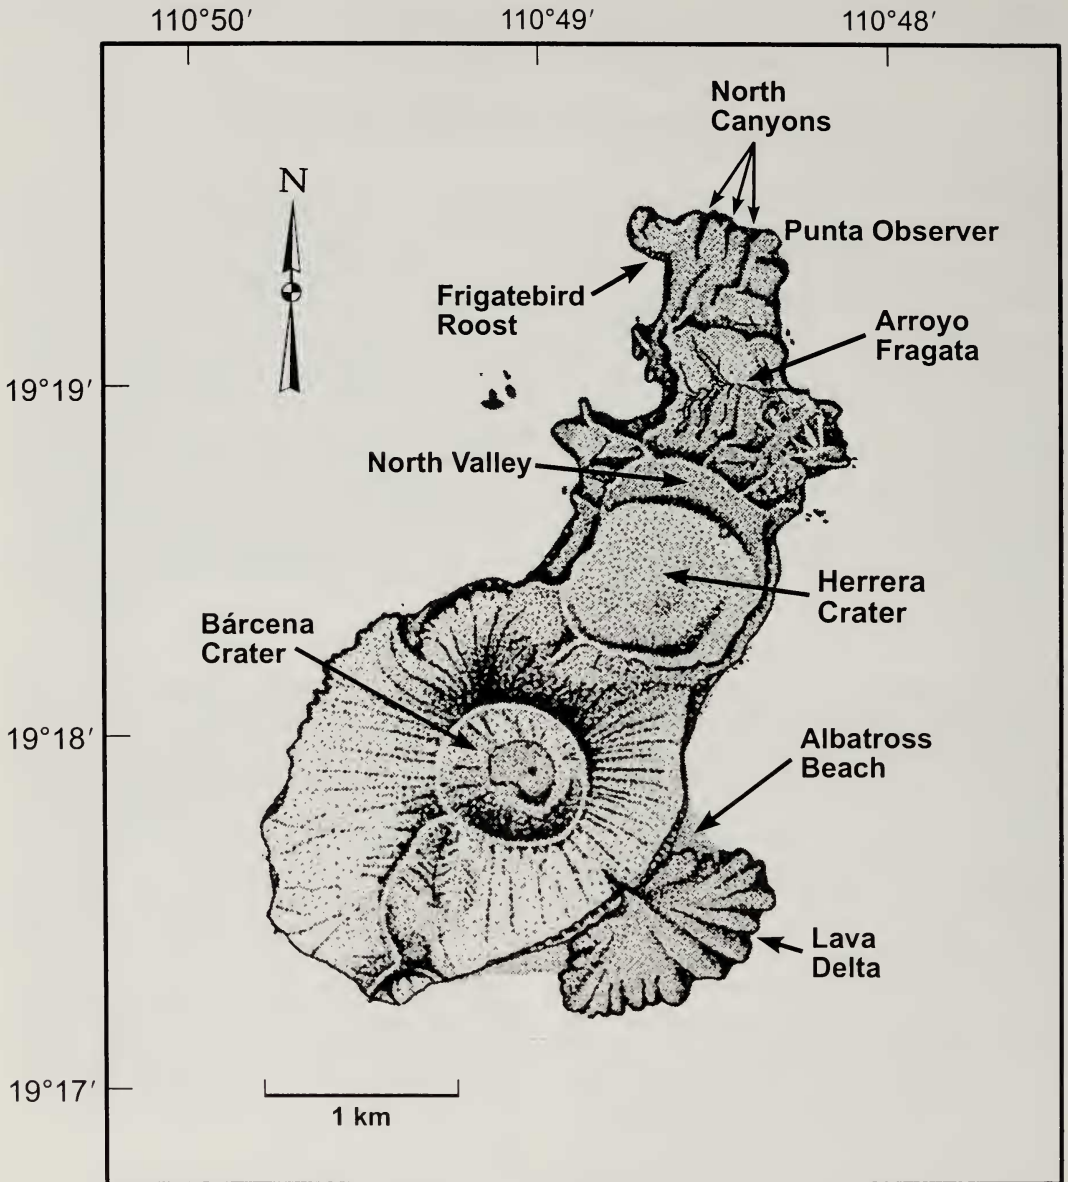 110°50′ 110°49′ 110°48′
North
Canyons
N
Punta Observer
Frigatebird
Roost
Arroyo
Fragata
19°19′
North Valley
Herrera
Crater
Bárcena
Crater
19°18′
Albatross
Beach
Lava
Delta
19°17′
1 km